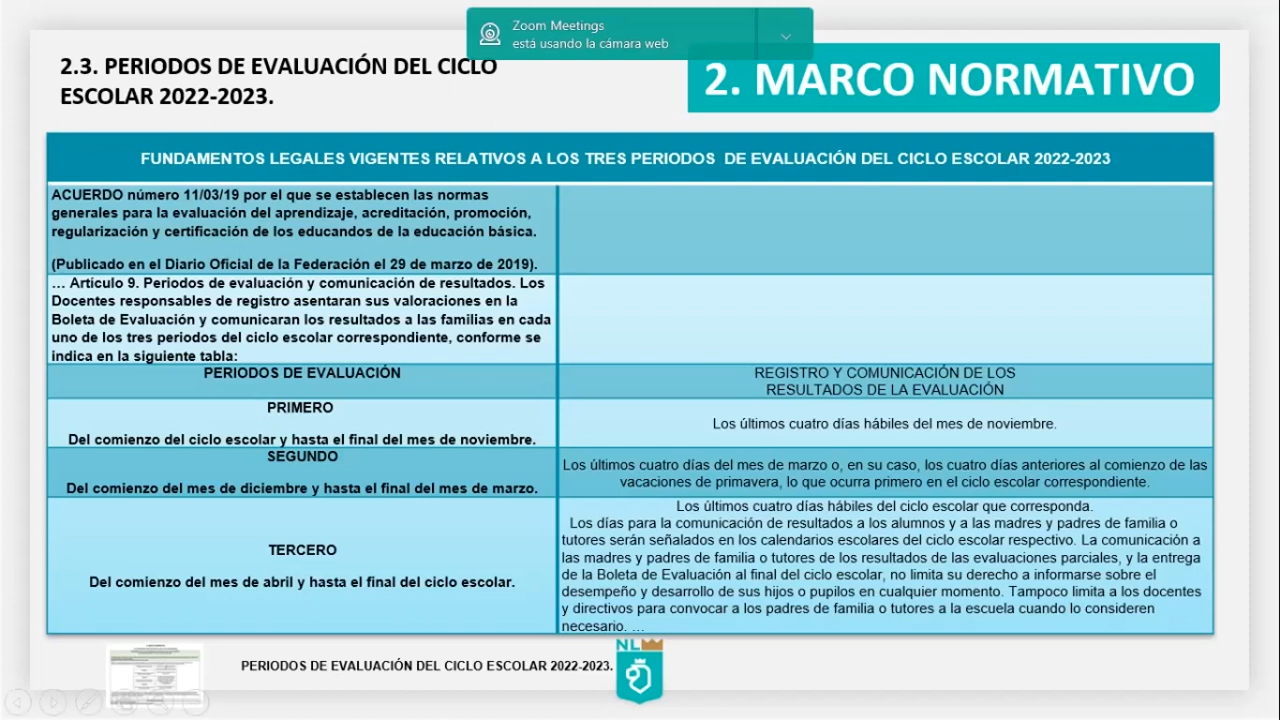 Zoom Meetings
está usando la cámara web
2.3. PERIODOS DE EVALUACIÓN DEL CICLO
ESCOLAR 2022-2023.
2. MARCO NORMATIVO
FUNDAMENTOS LEGALES VIGENTES RELATIVOS A LOS TRES PERIODOS DE EVALUACIÓN DEL CICLO ESCOLAR 2022-2023
ACUERDO número 11/03/19 por el que se establecen las normas
generales para la evaluación del aprendizaje, acreditación, promoción,
regularización y certificación de los educandos de la educación básica.
(Publicado en el Diario Oficial de la Federación el 29 de marzo de 2019).
... Artículo 9. Periodos de evaluación y comunicación de resultados. Los
Docentes responsables de registro asentaran sus valoraciones en la
Boleta de Evaluación y comunicaran los resultados a las familias en cada
uno de los tres periodos del ciclo escolar correspondiente, conforme se
indica en la siguiente tabla:
PERIODOS DE EVALUACIÓN
REGISTRO Y COMUNICACIÓN DE LOS
RESULTADOS DE LA EVALUACIÓN
PRIMERO
Del comienzo del ciclo escolar y hasta el final del mes de noviembre.
Los últimos cuatro días hábiles del mes de noviembre.
SEGUNDO
Del comienzo del mes de diciembre y hasta el final del mes de marzo.
Los últimos cuatro días del mes de marzo o, en su caso, los cuatro días anteriores al comienzo de las
vacaciones de primavera, lo que ocurra primero en el ciclo escolar correspondiente.
TERCERO
Del comienzo del mes de abril y hasta el final del ciclo escolar.
Los últimos cuatro días hábiles del ciclo escolar que corresponda.
Los días para la comunicación de resultados a los alumnos y a las madres y padres de familia o
tutores serán señalados en los calendarios escolares del ciclo escolar respectivo. La comunicación a
las madres y padres de familia o tutores de los resultados de las evaluaciones parciales, y la entrega
de la Boleta de Evaluación al final del ciclo escolar, no limita su derecho a informarse sobre el
desempeño y desarrollo de sus hijos o pupilos en cualquier momento. Tampoco limita a los docentes
y directivos para convocar a los padres de familia o tutores a la escuela cuando lo consideren
necesario. ...
PERIODOS DE EVALUACIÓN DEL CICLO ESCOLAR 2022-2023.
NL